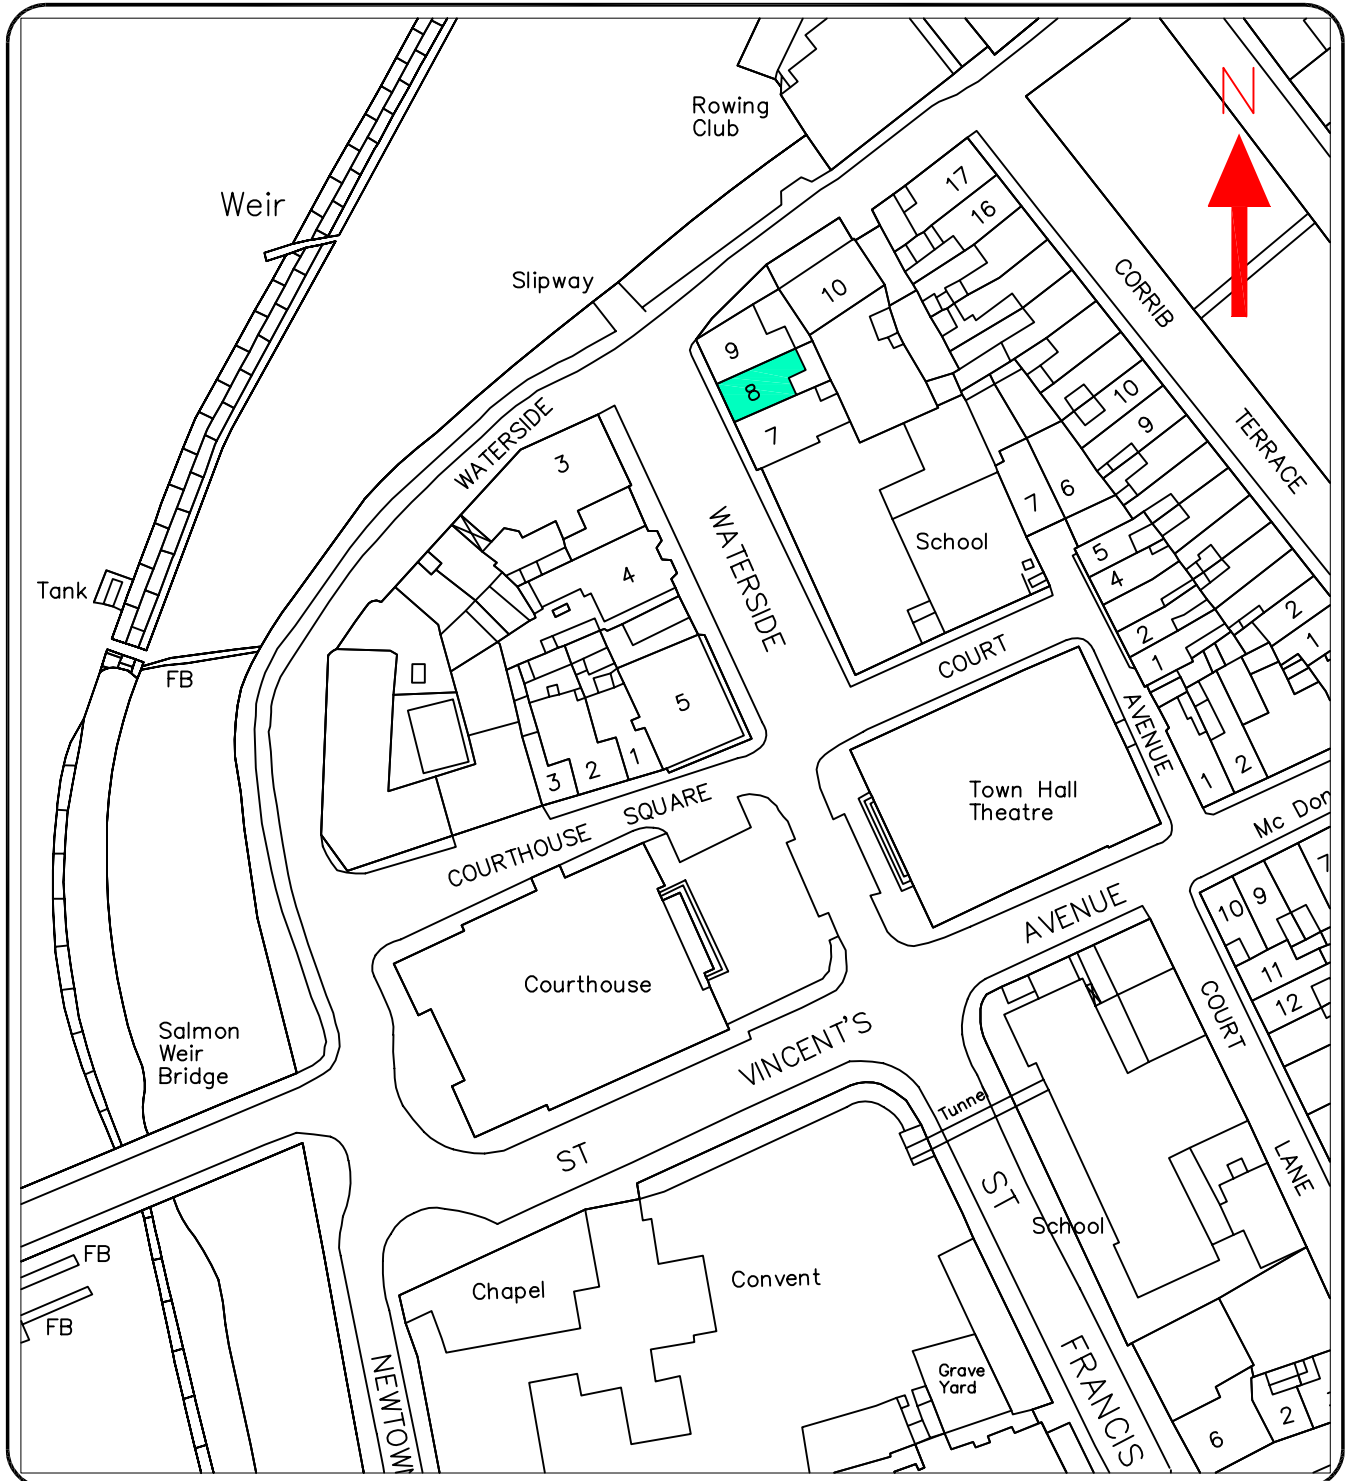 N
Rowing
Club
Weir
17
16
CORRIB
Slipway
10
9
8
7
10
9
TERRACE
WATERSIDE
3
WATERSIDE
7
6
School
5
4
4
Tank
2
1
2
1
COURT
FB
5
AVENUE
3
2
1
1
2
Town Hall
Theatre
Mc Don
COURTHOUSE SQUARE
7
9
10
11
12
AVENUE
COURT
LANE
Courthouse
Salmon
Weir
Bridge
ST VINCENT'S
Tunnel
ST
School
FB
FB
Chapel
Convent
NEWTOWN
Grave
Yard
FRANCIS
6
2